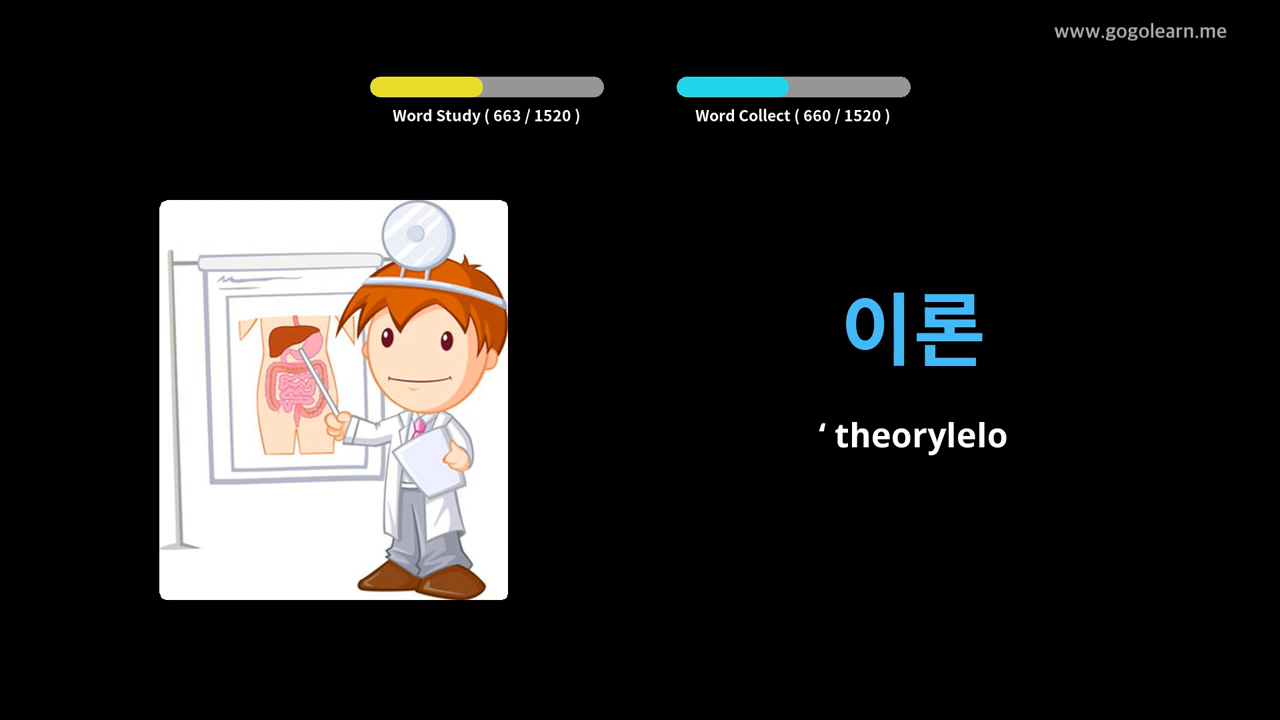 www.gogolearn.me
Word Study ( 663 / 1520 )
Word Collect ( 660 / 1520 )
이론
‘ theorylelo